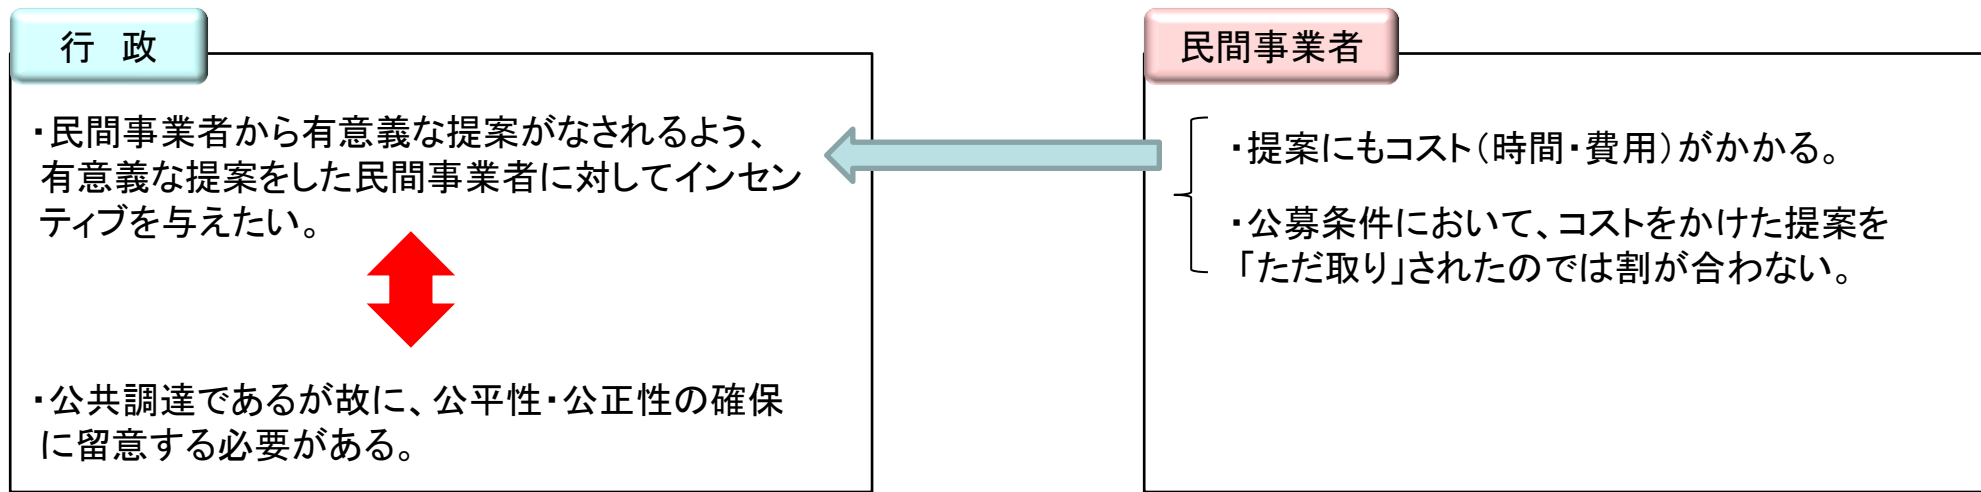 行 政
・民間事業者から有意義な提案がなされるよう、
有意義な提案をした民間事業者に対してインセン
ティブを与えたい。
・公共調達であるが故に、公平性・公正性の確保
に留意する必要がある。
民間事業者
・提案にもコスト（時間・費用）がかかる。
・公募条件において、コストをかけた提案を
「ただ取り」されたのでは割が合わない。